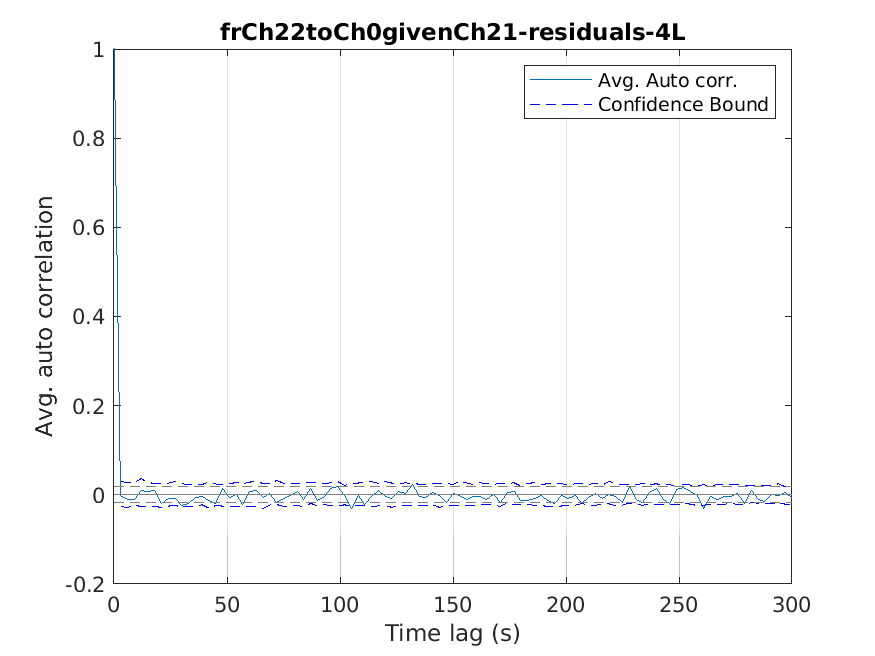 frCh22toCh0givenCh21-residuals-4L
Avg. Auto corr.
Confidence Bound
Avg. auto correlation
1
0.8
0.6
0.4
0.2
0
-0.2
0
50
100
150
200
250
300
Time lag (s)